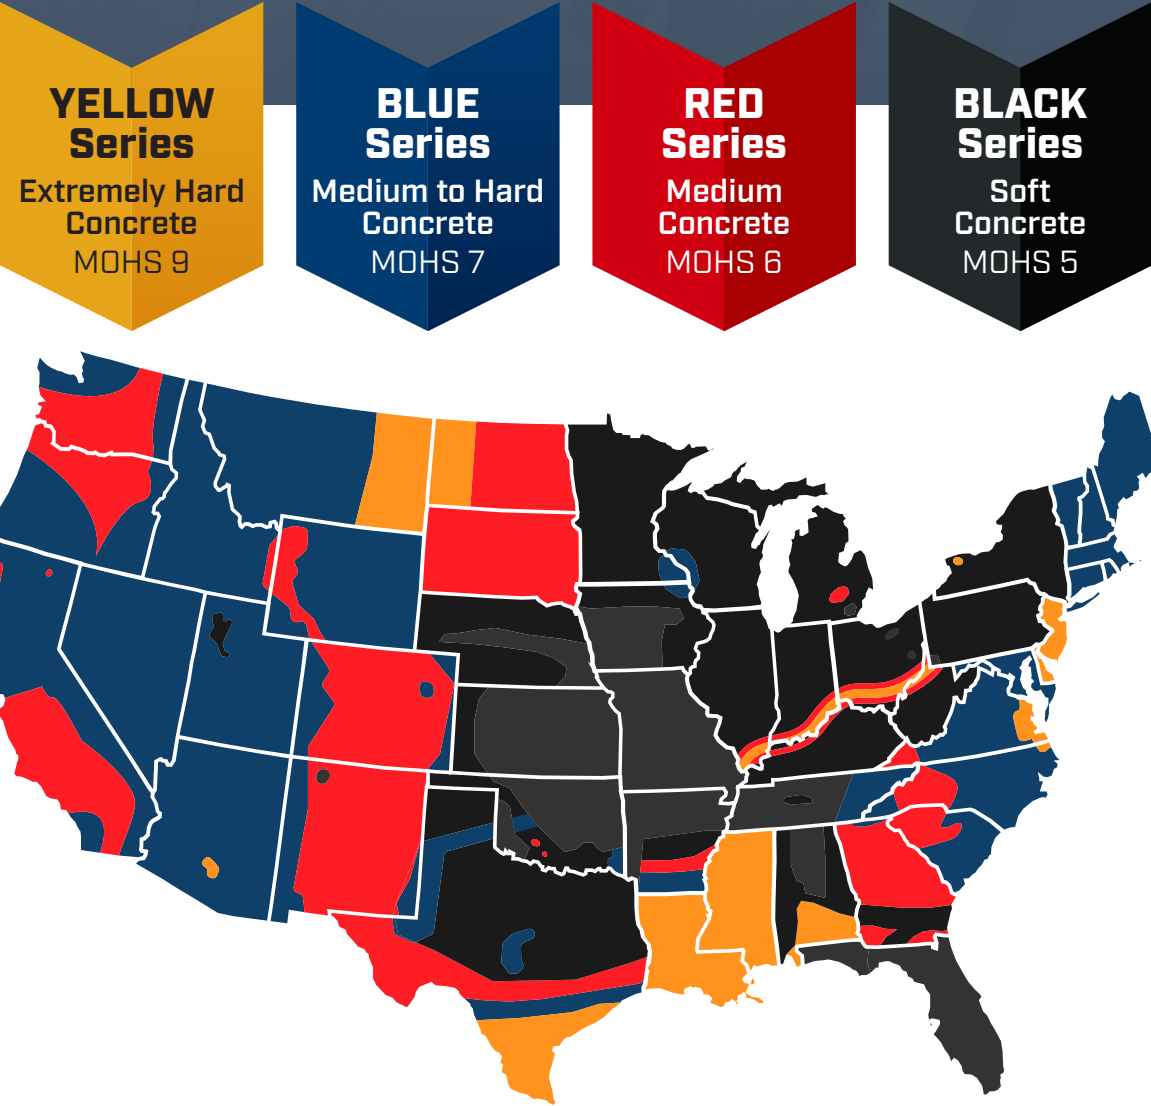 YELLOW
Series
Extremely Hard
Concrete
MOHS 9
BLUE
Series
Medium to Hard
Concrete
MOHS 7
RED
Series
Medium
Concrete
MOHS 6
BLACK
Series
Soft
Concrete
MOHS 5